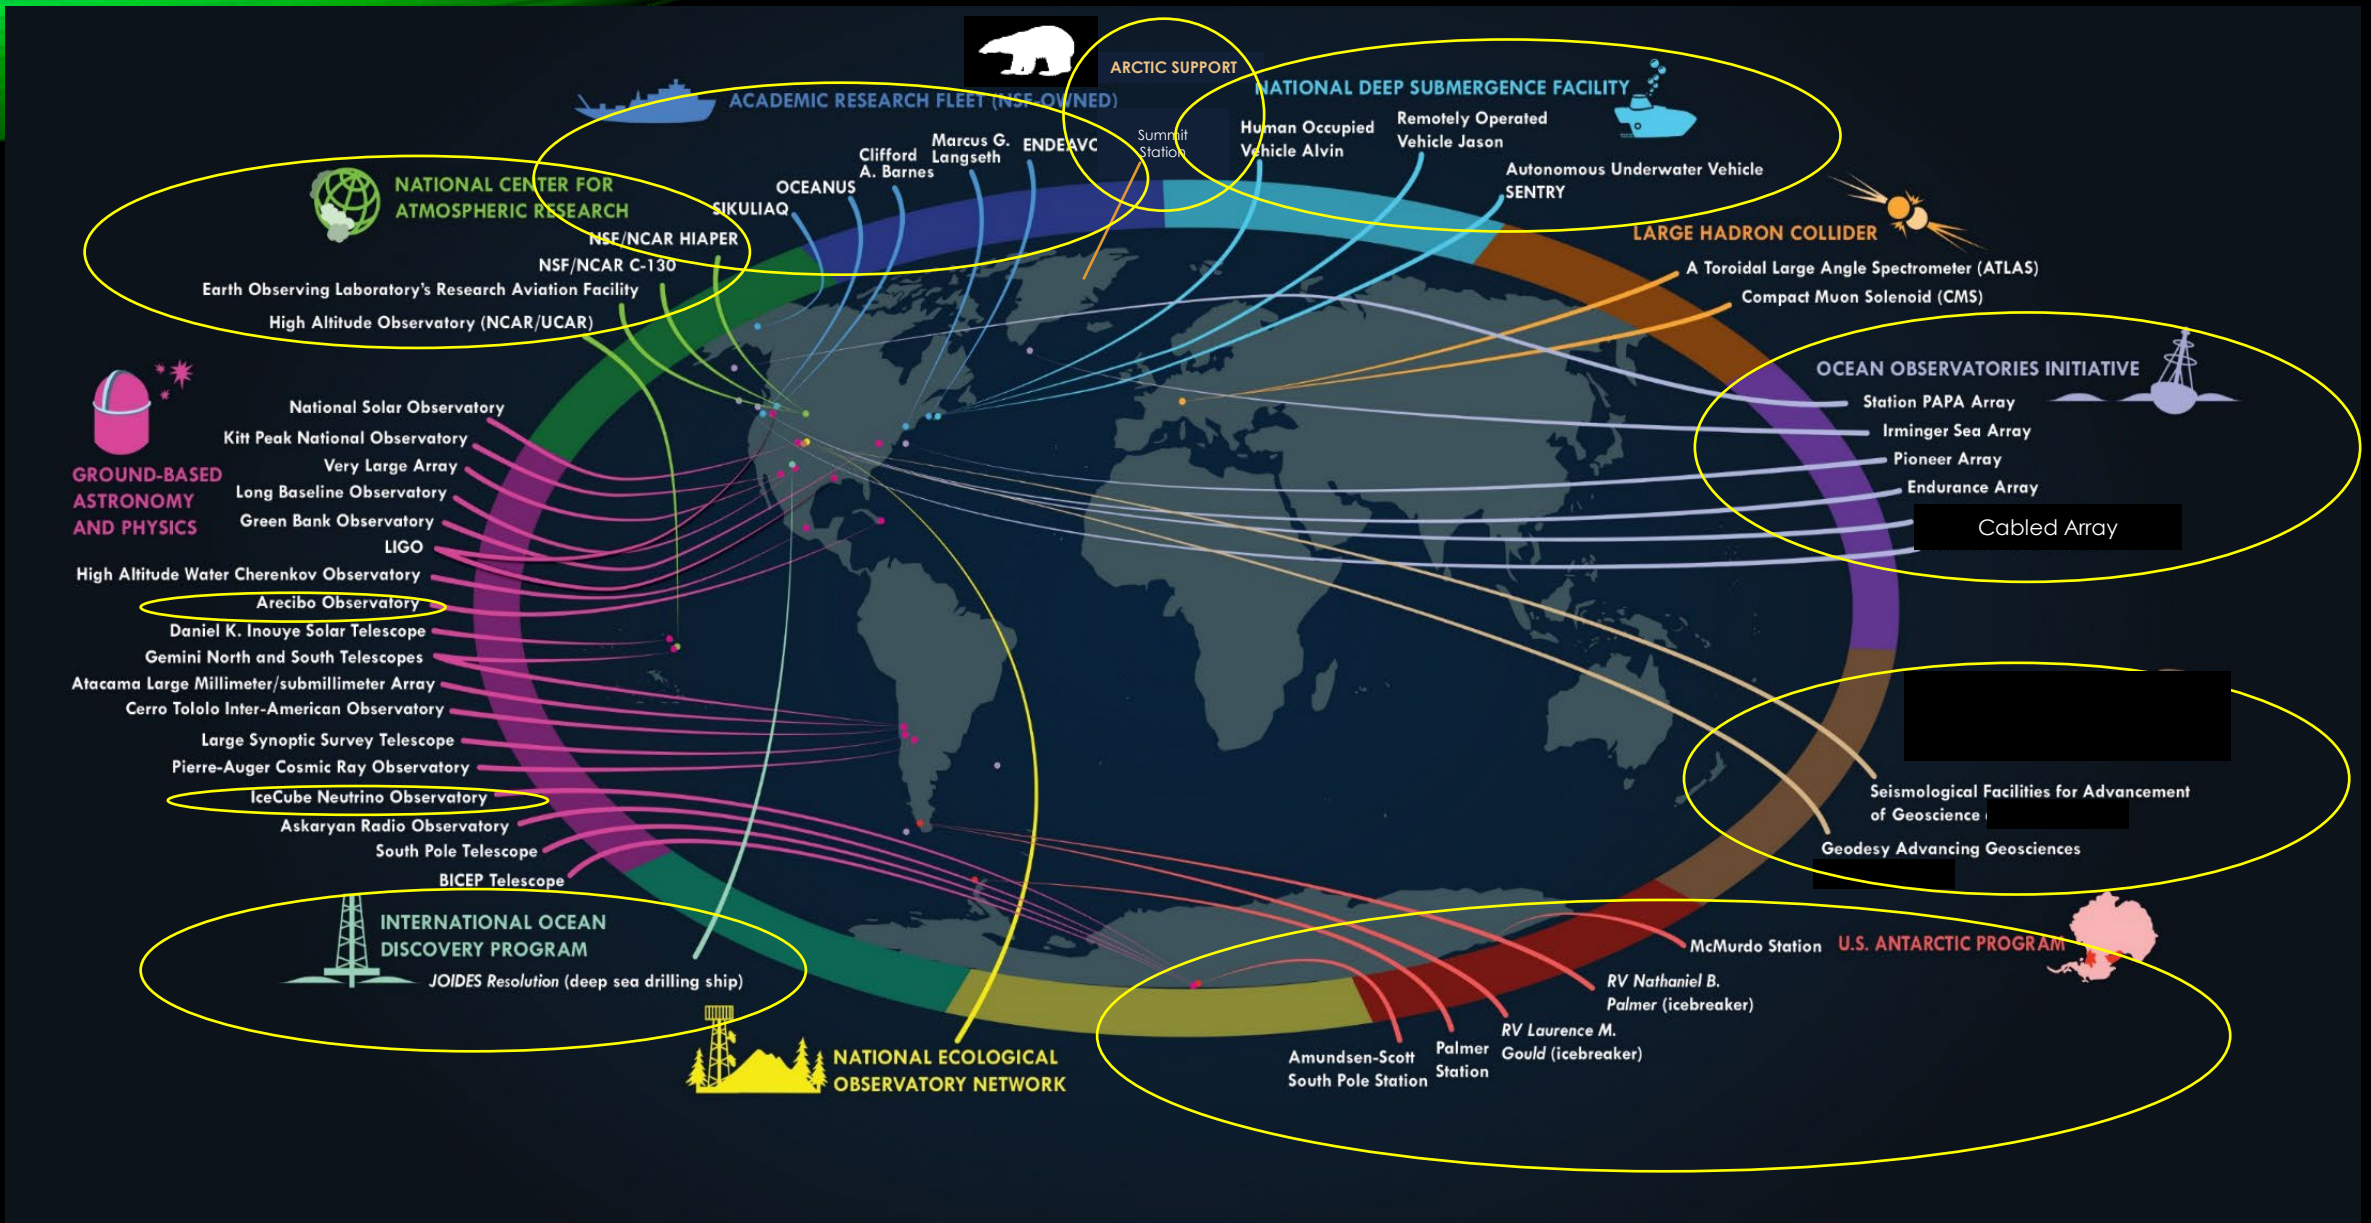 ARCTIC SUPPORT
Summit
Station
ACADEMIC RESEARCH FLEET (NSF-OWNED)
SIKULIAQ
OCEANUS
Clifford
A. Barnes
Marcus G.
Langseth
ENDEAVO
NATIONAL DEEP SUBMERGENCE FACILITY
Human Occupied
Vehicle Alvin
Remotely Operated
Vehicle Jason
Autonomous Underwater Vehicle
SENTRY
LARGE HADRON COLLIDER
A Toroidal Large Angle Spectrometer (ATLAS)
Compact Muon Solenoid (CMS)
OCEAN OBSERVATORIES INITIATIVE
Station PAPA Array
Irminger Sea Array
Pioneer Array
Endurance Array
Cabled Array
Seismological Facilities for Advancement
of Geoscience
Geodesy Advancing Geosciences
U.S. ANTARCTIC PROGRAM
McMurdo Station
RV Nathaniel B.
Palmer (icebreaker)
RV Laurence M.
Gould (icebreaker)
Palmer
Station
Amundsen-Scott
South Pole Station
NATIONAL ECOLOGICAL
OBSERVATORY NETWORK
INTERNATIONAL OCEAN
DISCOVERY PROGRAM
JOIDES Resolution (deep sea drilling ship)
GROUND-BASED
ASTRONOMY
AND PHYSICS
National Solar Observatory
Kitt Peak National Observatory
Very Large Array
Long Baseline Observatory
Green Bank Observatory
LIGO
High Altitude Water Cherenkov Observatory
Arecibo Observatory
Daniel K. Inouye Solar Telescope
Gemini North and South Telescopes
Atacama Large Millimeter/submillimeter Array
Cerro Tololo Inter-American Observatory
Large Synoptic Survey Telescope
Pierre-Auger Cosmic Ray Observatory
IceCube Neutrino Observatory
Askaryan Radio Observatory
South Pole Telescope
BICEP Telescope
NATIONAL CENTER FOR
ATMOSPHERIC RESEARCH
NSF/NCAR HIAPER
NSF/NCAR C-130
Earth Observing Laboratory's Research Aviation Facility
High Altitude Observatory (NCAR/UCAR)